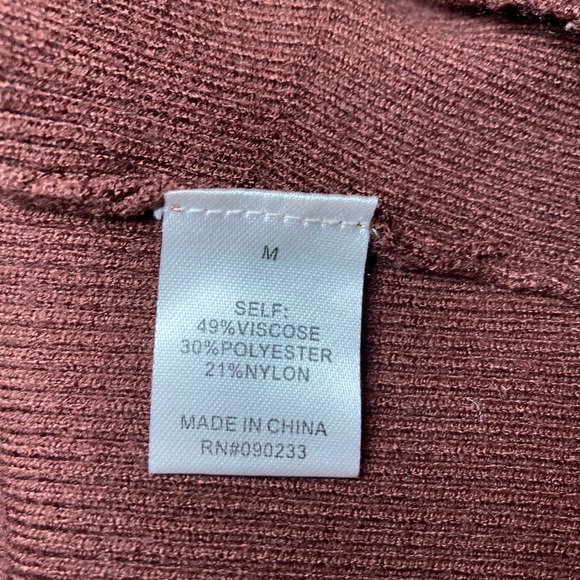 M
SELF:
49%VISCOSE
30%POLYESTER
21%NYLON
MADE IN CHINA
RN#090233